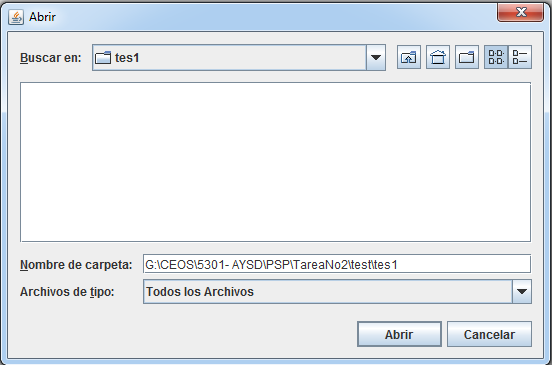 Abrir
Buscar en: tes1
Nombre de carpeta: G:\CEOS\5301- AYSD\PSP\TareaNo2\test\tes1
Archivos de tipo: Todos los Archivos
Abrir Cancelar